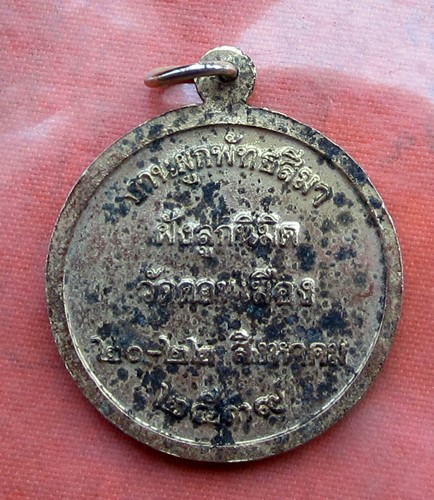 งานผูกพัทธสีมา
ฝังลูกนิมิต
วัดดอนเมือง
๒๐-๒๒ สิงหาคม
๒๕๓๙